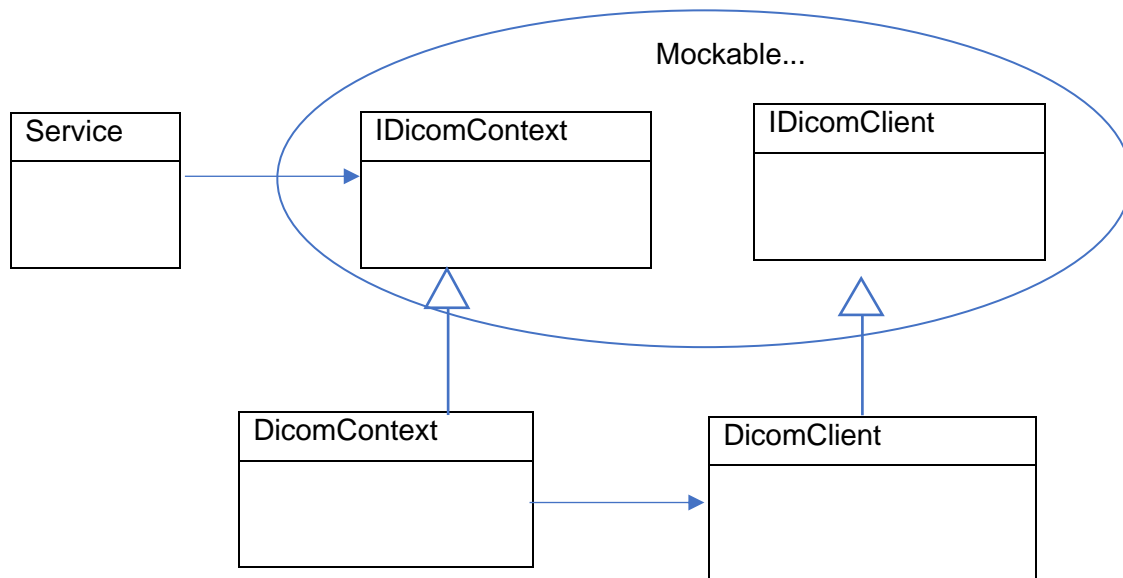 Mockable...
Service
IDicomContext
IDicomClient
DicomContext
DicomClient